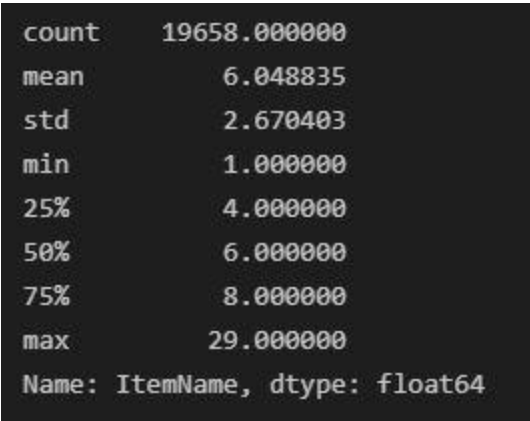 count    19658.000000
mean         6.048835
std          2.670403
min          1.000000
25%          4.000000
50%          6.000000
75%          8.000000
max         29.000000
Name: ItemName, dtype: float64